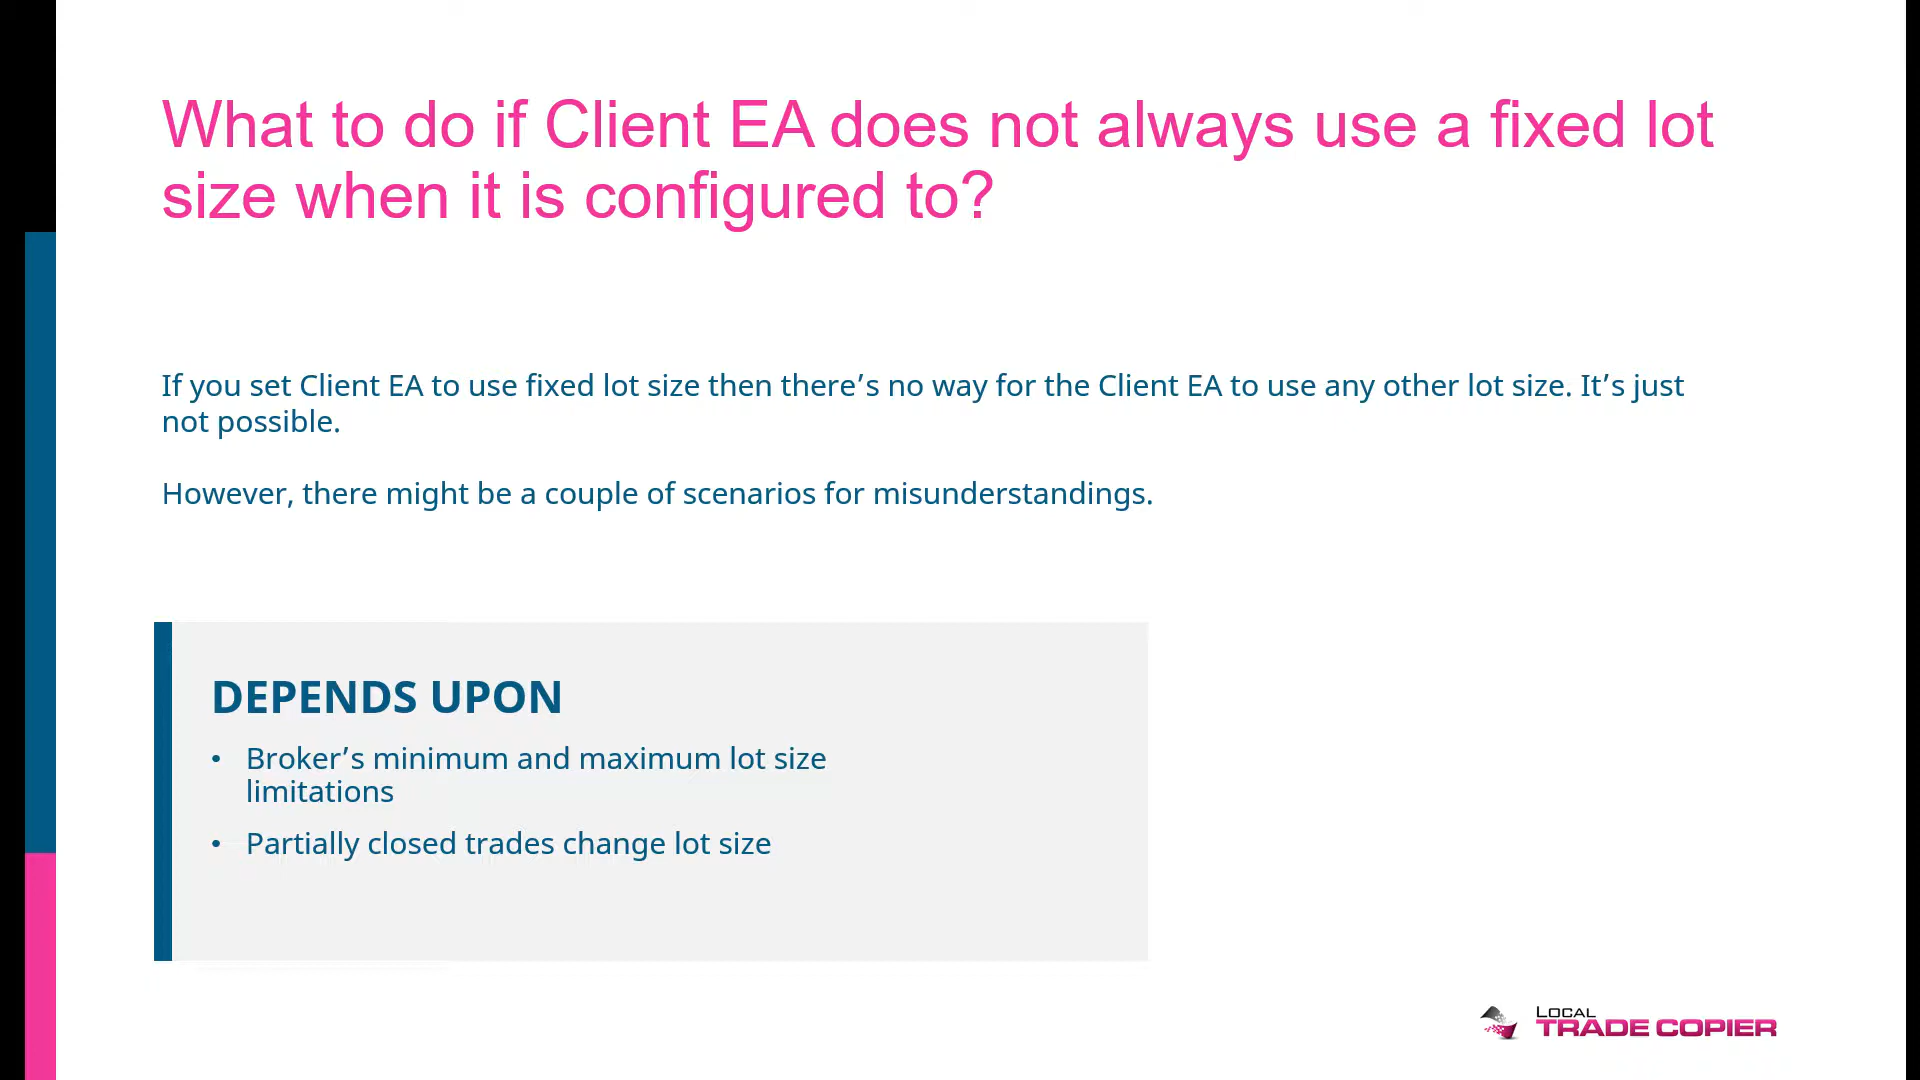 What to do if Client EA does not always use a fixed lot
size when it is configured to?
If you set Client EA to use fixed lot size then there’s no way for the Client EA to use any other lot size. It’s just
not possible.
However, there might be a couple of scenarios for misunderstandings.
DEPENDS UPON
• Broker’s minimum and maximum lot size
limitations
• Partially closed trades change lot size
LOCAL
TRADE COPIER